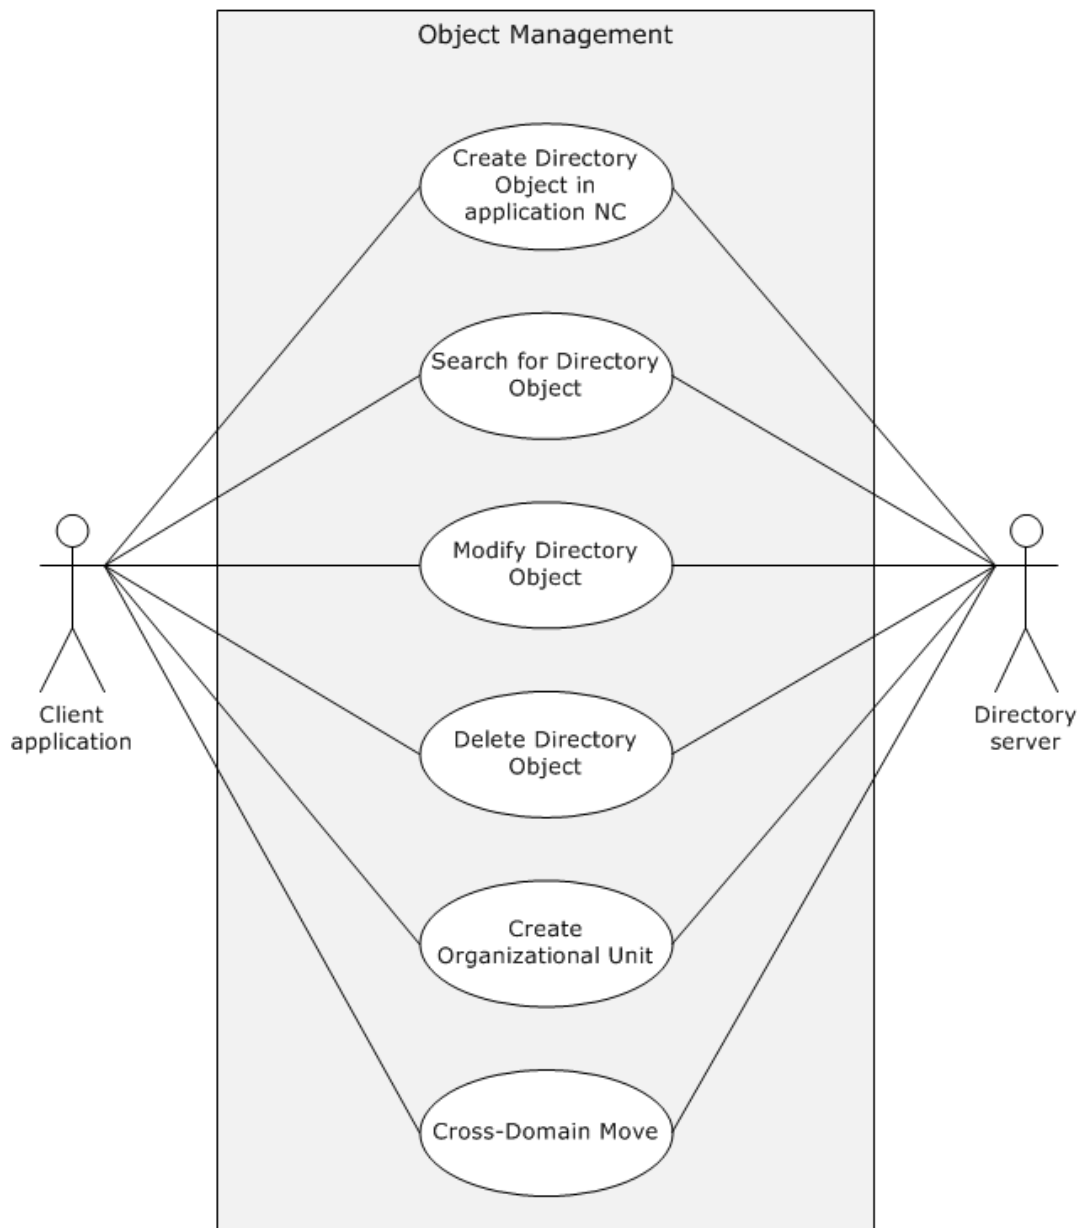 Object Management
Create Directory
Object in
application NC
Search for Directory
Object
Modify Directory
Object
Client
application
Directory
server
Delete Directory
Object
Create
Organizational Unit
Cross-Domain Move